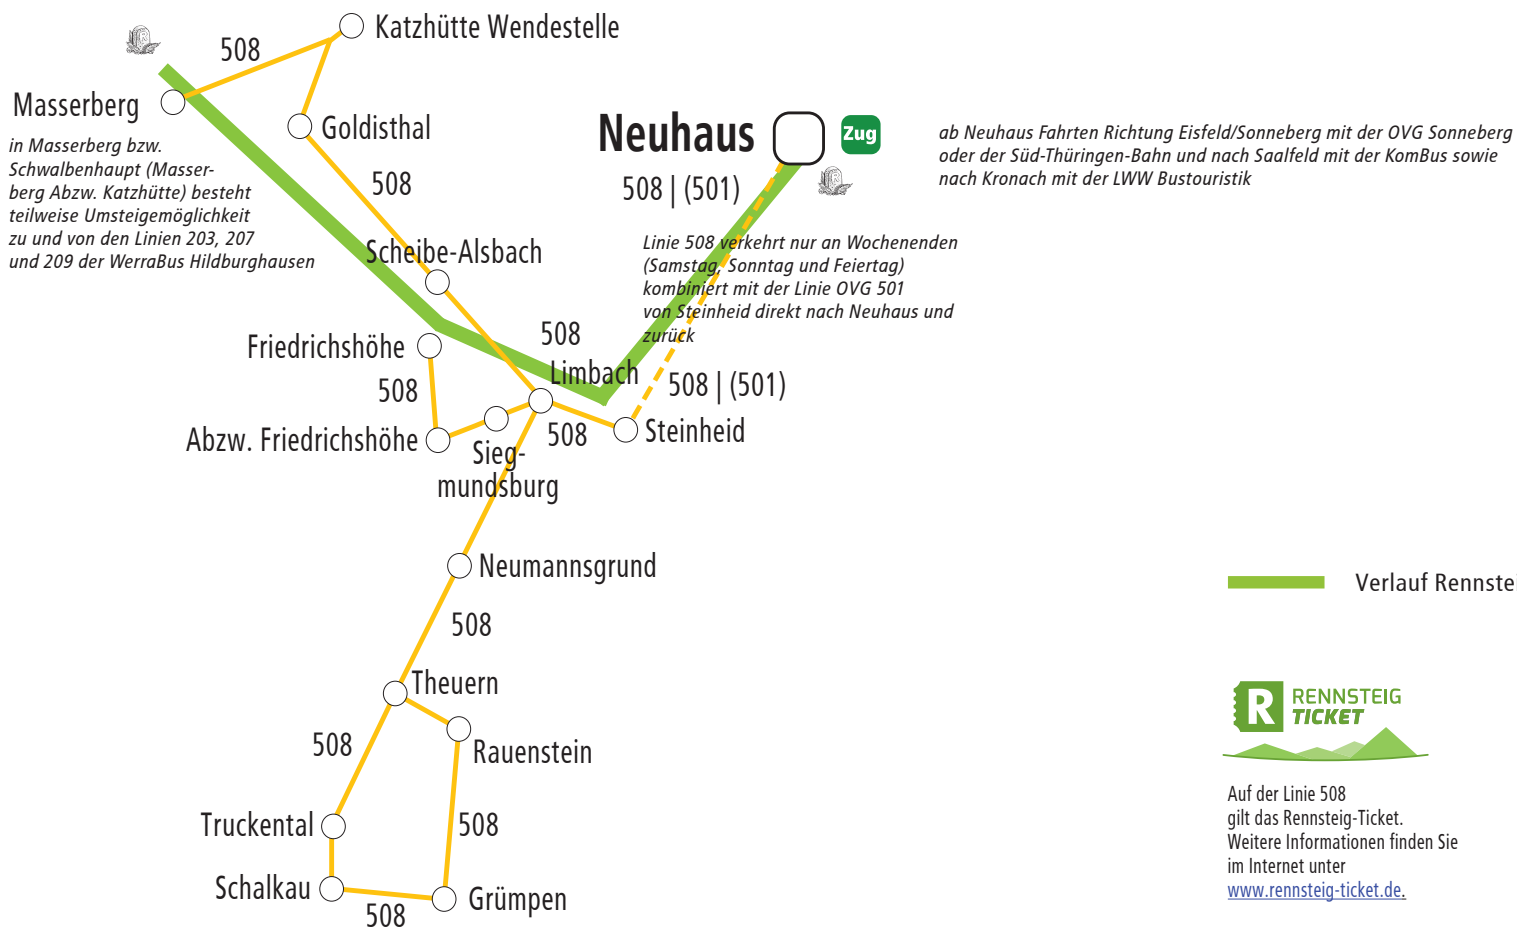 Katzhütte Wendestelle
508
Masserberg
in Masserberg bzw.
Schwalbenhaupt (Masser-
berg Abzw. Katzhütte) besteht
teilweise Umsteigemöglichkeit
zu und von den Linien 203, 207
und 209 der WerraBus Hildburghausen
Goldisthal
508
Neuhaus
Zug
ab Neuhaus Fahrten Richtung Eisfeld/Sonneberg mit der OVG Sonneberg
oder der Süd-Thüringen-Bahn und nach Saalfeld mit der KomBus sowie
nach Kronach mit der LWW Bustouristik
508 | (501)
Linie 508 verkehrt nur an Wochenenden
(Samstag, Sonntag und Feiertag)
kombiniert mit der Linie OVG 501
von Steinheid direkt nach Neuhaus und
zurück
Scheibe-Alsbach
508
Friedrichshöhe
508
Limbach
508 | (501)
Abzw. Friedrichshöhe
Sieg-
mundsburg
508
Steinheid
Neumannsgrund
508
Theuern
508
Rauenstein
Truckental
508
Schalkau
508
Grümpen
Verlauf Rennstei
R RENNSTEIG
TICKET
Auf der Linie 508
gilt das Rennsteig-Ticket.
Weitere Informationen finden Sie
im Internet unter
www.rennsteig-ticket.de.